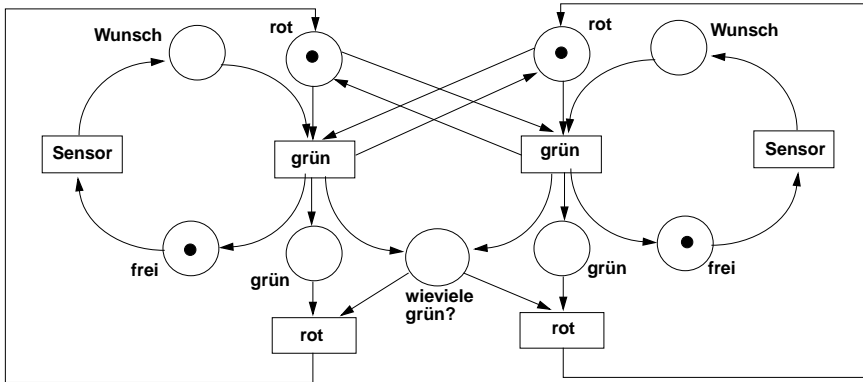 rot
rot
Wunsch
Wunsch
Sensor
grün
grün
Sensor
frei
grün
wieviele
grün?
grün
frei
rot
rot